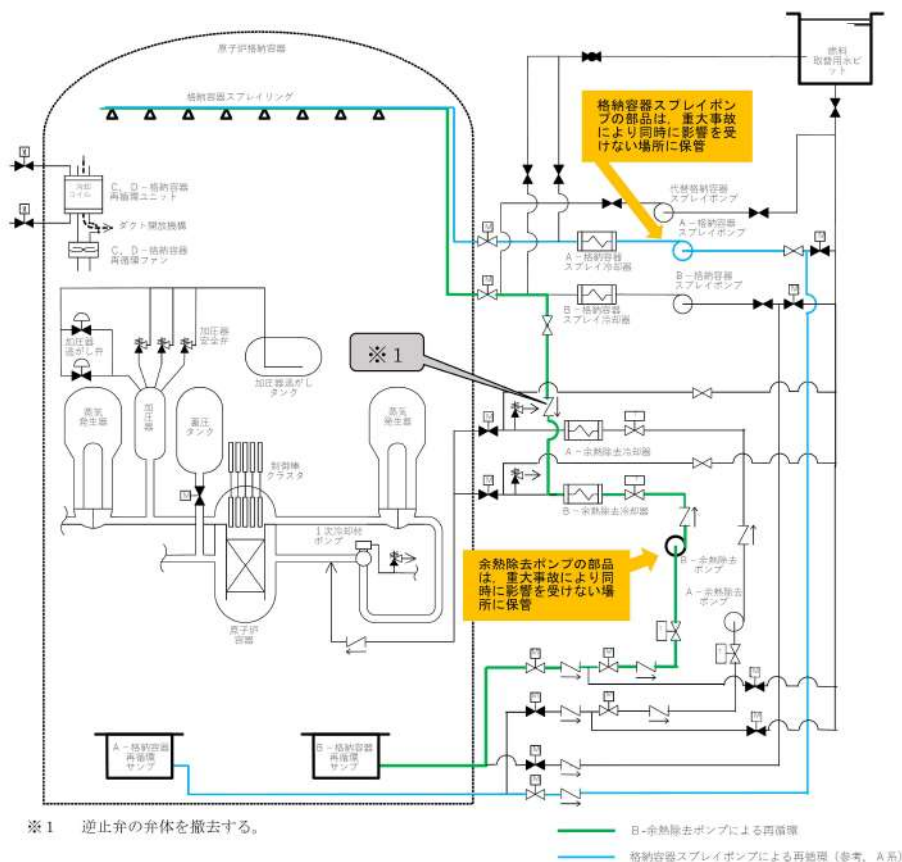 原子炉格納容器
燃料
取替用水ピ
ット
格納容器スプレイリング
格納容器スプレイポン
プの部品は、重大事故
により同時に影響を受
けない場所に保管
冷却
コイル
C，D－格納容器
再循環ユニット
ダクト開放機構
C，D－格納容器
再循環ファン
代替格納容器
スプレイポンプ
A－格納容器
スプレイポンプ
A－格納容器
スプレイ冷却器
B－格納容器
スプレイポンプ
B－格納容器
スプレイ冷却器
加圧器
逃がし弁
加圧器
安全弁
加圧器逃がし
タンク
※1
蒸気
発生器
加
圧
器
蓄圧
タンク
蒸気
発生器
制御棒
クラスタ
A－余熱除去冷却器
B－余熱除去冷却器
1次冷却材
ポンプ
余熱除去ポンプの部品
は、重大事故により同
時に影響を受けない場
所に保管
B－余熱除去
ポンプ
A－余熱除去
ポンプ
原子炉
容器
A－格納容器
再循環
サンプ
B－格納容器
再循環
サンプ
※1　逆止弁の弁体を撤去する。
B-余熱除去ポンプによる再循環
格納容器スプレイポンプによる再循環（参考，A系）